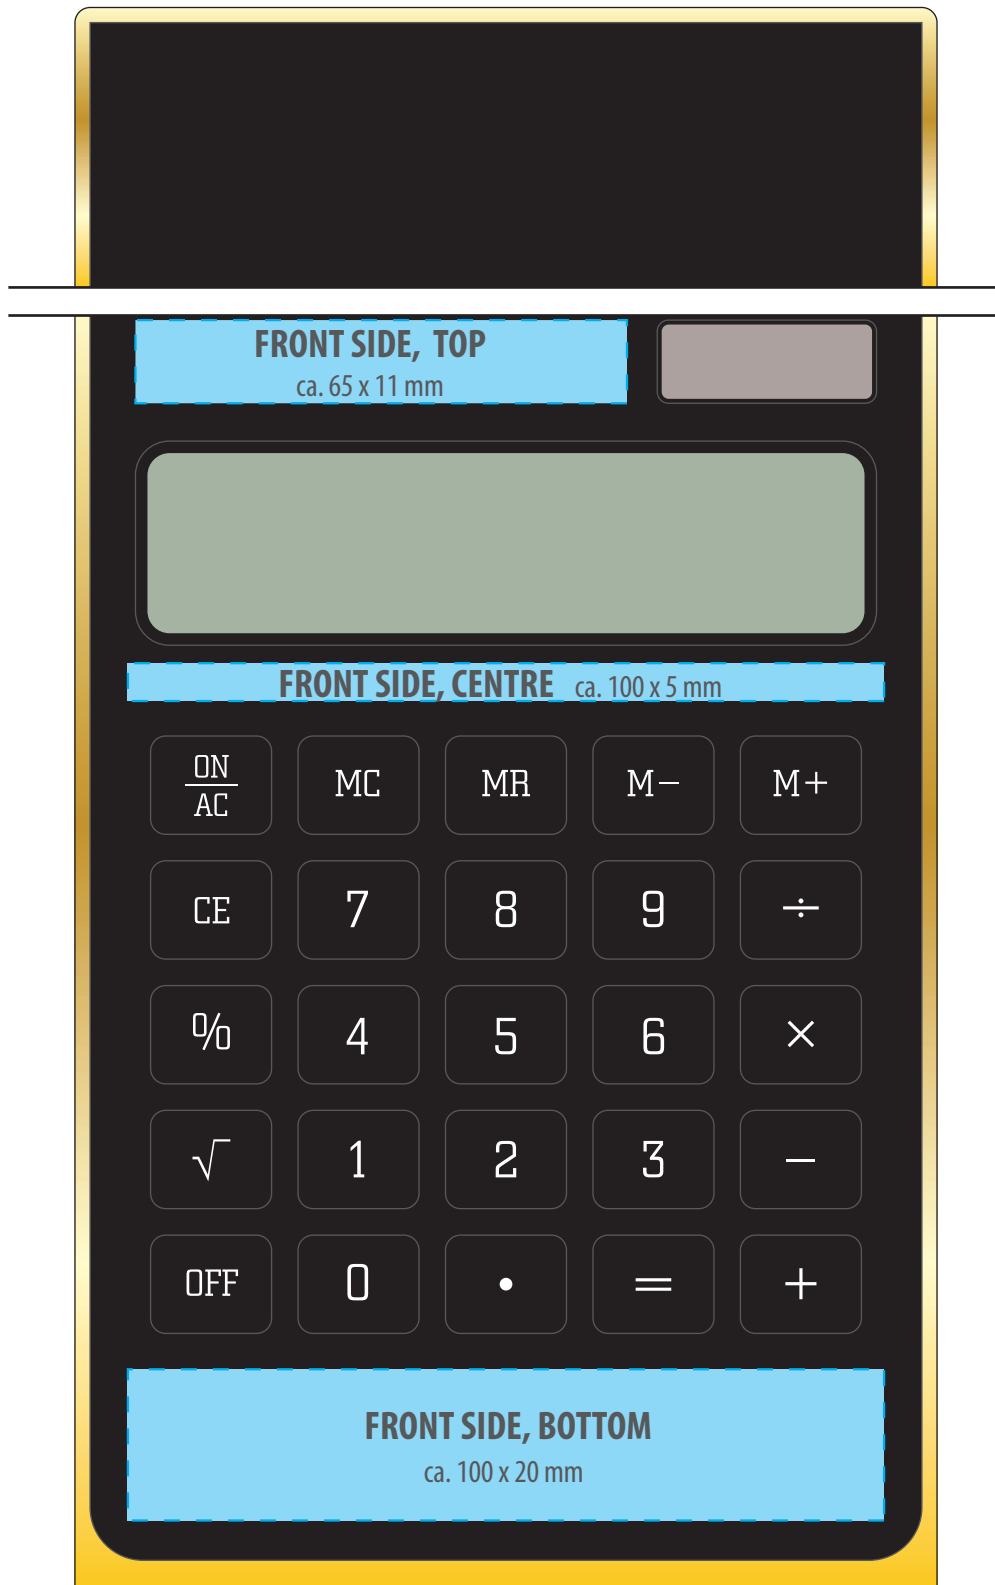 FRONT SIDE, TOP
ca. 65 x 11 mm
FRONT SIDE, CENTRE ca. 100 x 5 mm
ON
AC
MC MR M− M+
CE 7 8 9 ÷
% 4 5 6 ×
√ 1 2 3 −
OFF 0 . = +
FRONT SIDE, BOTTOM
ca. 100 x 20 mm